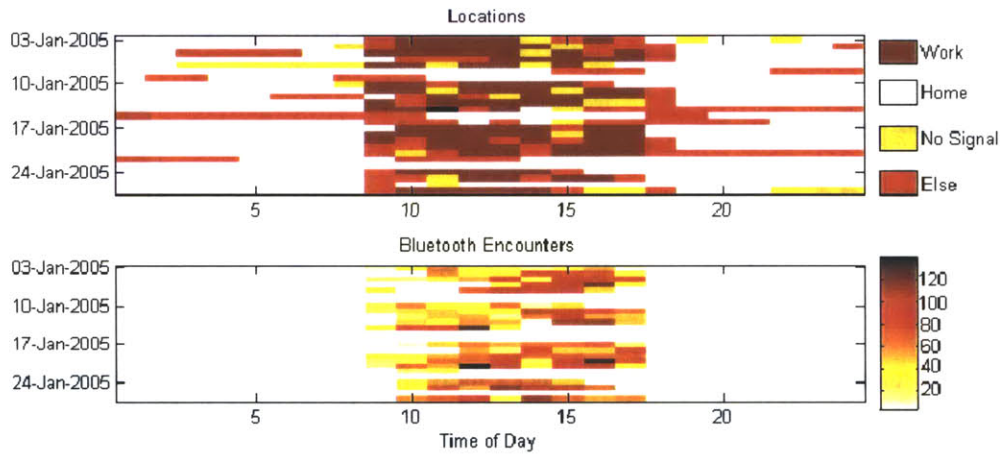 Locations
03-Jan-2005
10-Jan-2005
17-Jan-2005
24-Jan-2005
5 10 15 20
Work
Home
No Signal
Else
Bluetooth Encounters
03-Jan-2005
10-Jan-2005
17-Jan-2005
24-Jan-2005
5 10 15 20
Time of Day
120
100
80
60
40
20